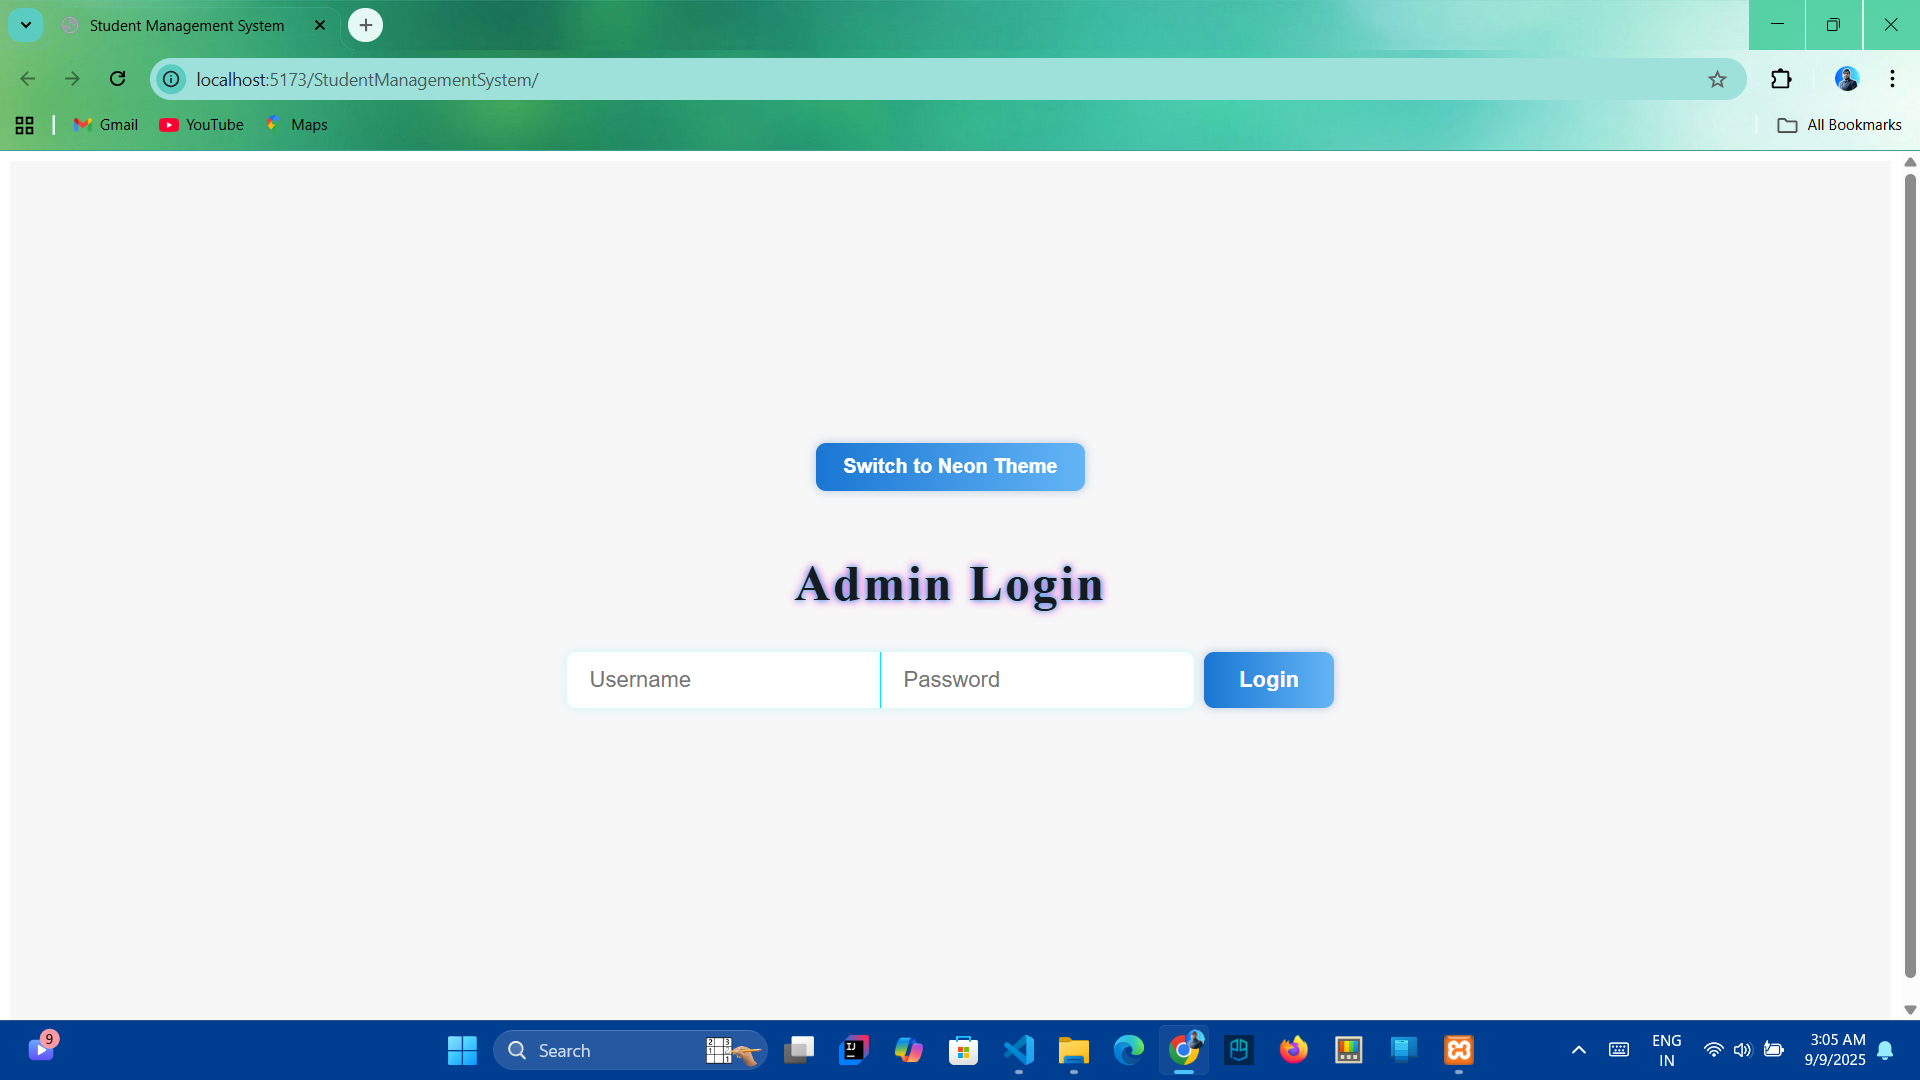 Student Management System
localhost:5173/StudentManagementSystem/
Gmail
YouTube
Maps
All Bookmarks
Switch to Neon Theme
Admin Login
Username
Password
Login
9
Search
ENG
IN
3:05 AM
9/9/2025